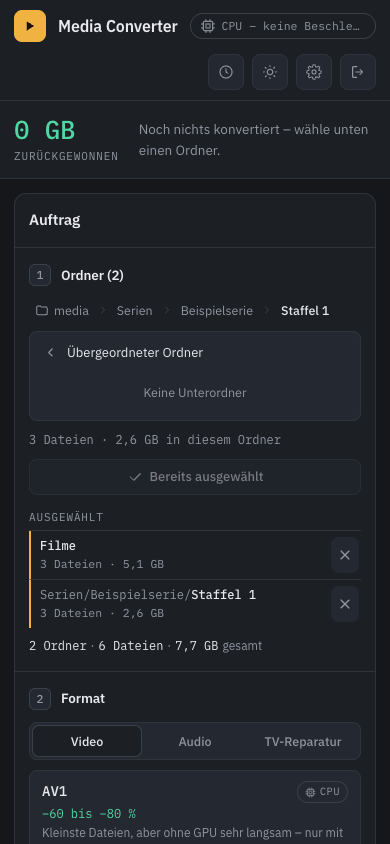 Media Converter
CPU – keine Beschle…
0 GB
ZURÜCKGEWONNEN
Noch nichts konvertiert – wähle unten
einen Ordner.
Auftrag
1 Ordner (2)
media > Serien > Beispielserie > Staffel 1
Übergeordneter Ordner
Keine Unterordner
3 Dateien · 2,6 GB in diesem Ordner
Bereits ausgewählt
AUSGEWÄHLT
Filme
3 Dateien · 5,1 GB
Serien/Beispielserie/Staffel 1
3 Dateien · 2,6 GB
2 Ordner · 6 Dateien · 7,7 GB gesamt
2 Format
Video Audio TV-Reparatur
AV1 CPU
−60 bis −80 %
Kleinste Dateien, aber ohne GPU sehr langsam – nur mit